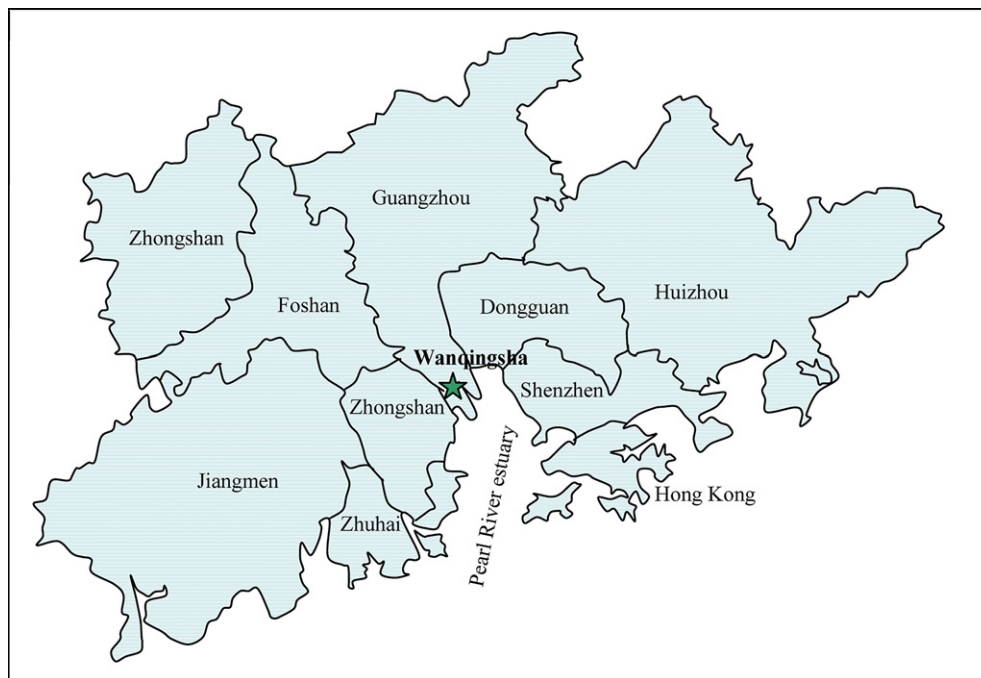 Guangzhou
Zhongshan
Huizhou
Foshan
Dongguan
Wanqingsha
Shenzhen
Zhongshan
Jiangmen
Hong Kong
Zhuhai
Pearl River estuary